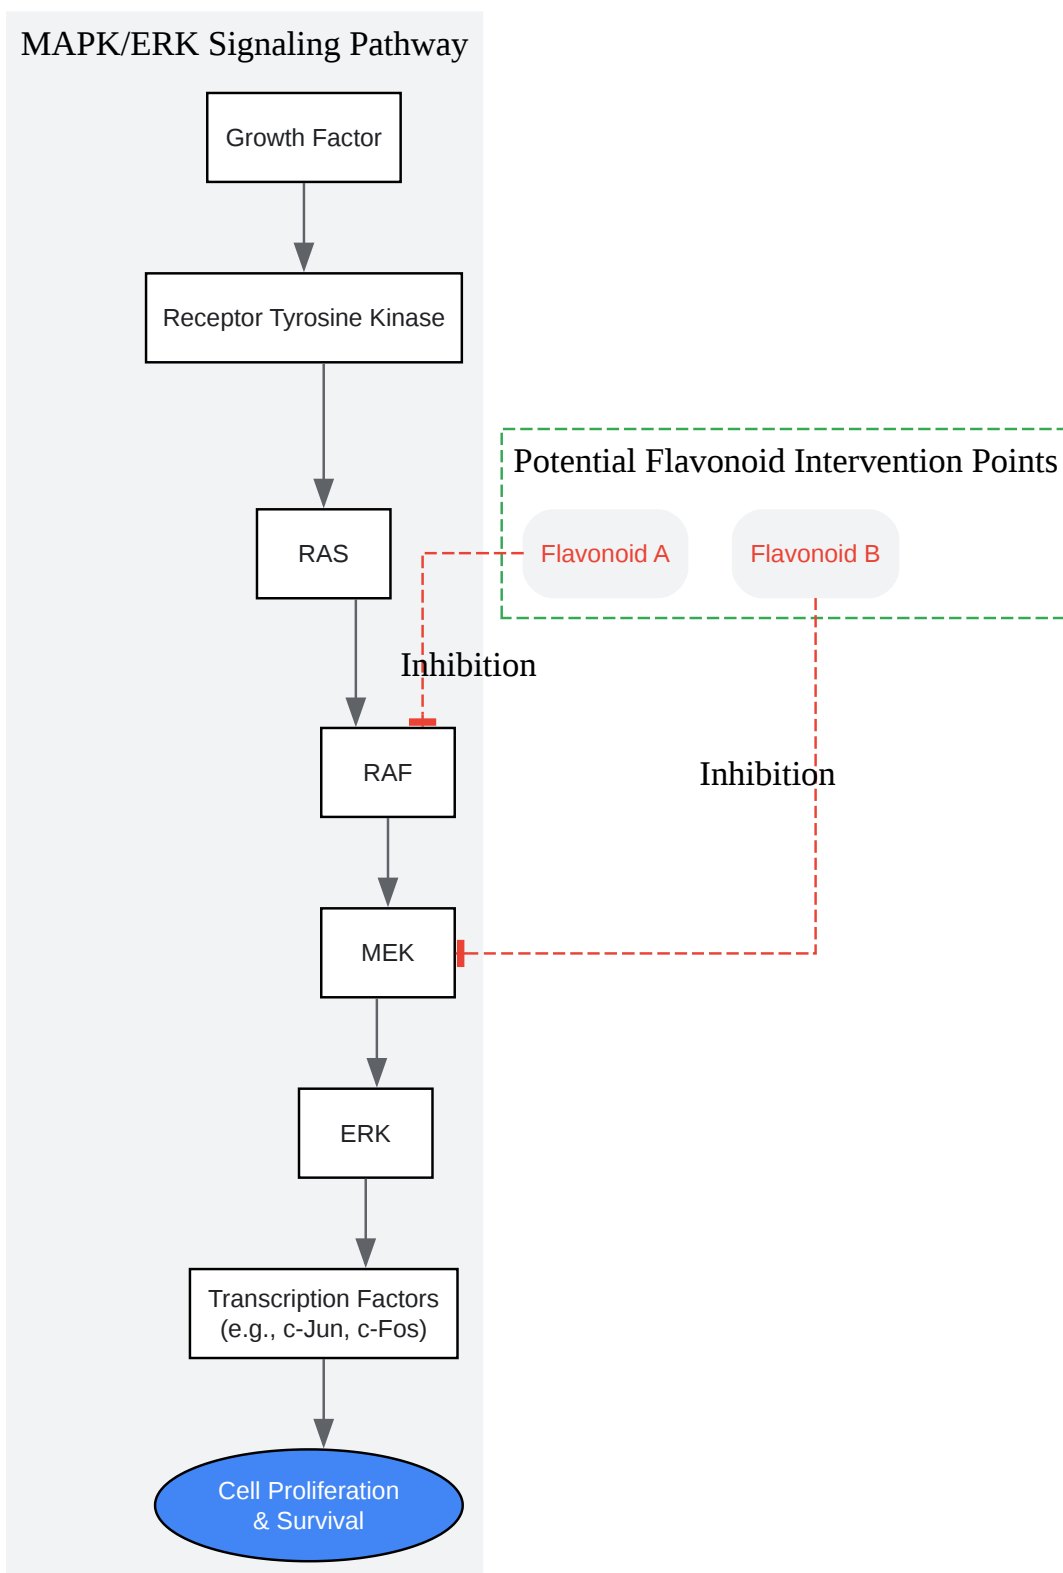 MAPK/ERK Signaling Pathway
Growth Factor
Receptor Tyrosine Kinase
Potential Flavonoid Intervention Points
RAS
Flavonoid A
Flavonoid B
Inhibition
RAF
Inhibition
MEK
ERK
Transcription Factors
(e.g., c-Jun, c-Fos)
Cell Proliferation
& Survival